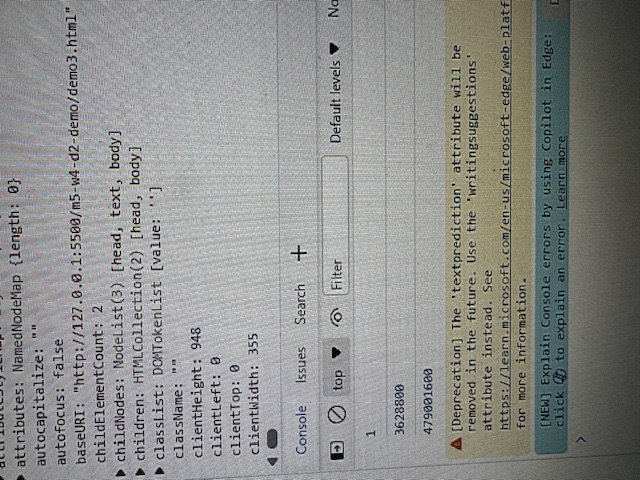 attributes: NamedNodeMap {length: 0}
autocapitalize: ""
autofocus: false
baseURI: "http://127.0.0.1:5500/m5-w4-d2-demo/demo3.html"
childElementCount: 2
childNodes: NodeList(3) [head, text, body]
children: HTMLCollection(2) [head, body]
classList: DOMTokenList [value: '']
className: ""
clientHeight: 948
clientLeft: 0
clientTop: 0
clientWidth: 355
Console Issues Search +
top Filter Default levels No
1
3628800
479001600
[Deprecation] The 'textprediction' attribute will be
removed in the future. Use the 'writingsuggestions'
attribute instead. See
https://learn.microsoft.com/en-us/microsoft-edge/web-platf
for more information.
[NEW] Explain Console errors by using Copilot in Edge:
click to explain an error. Learn more
>